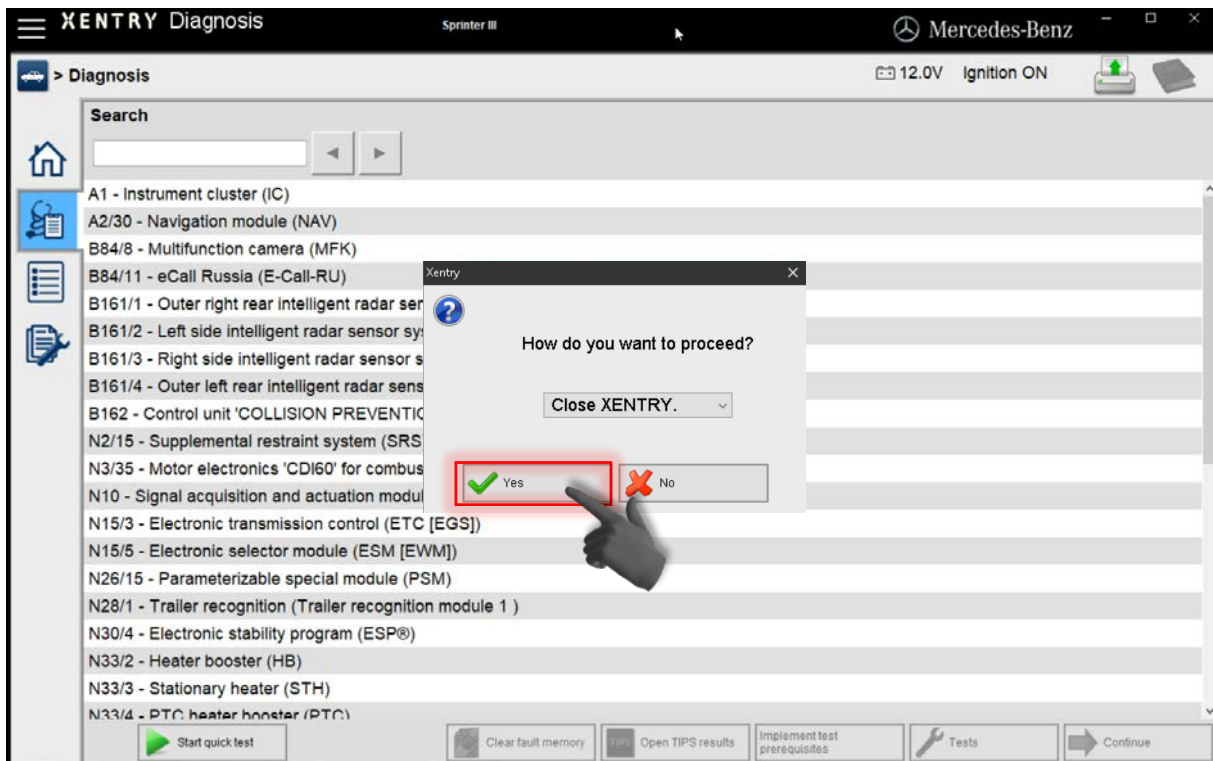 XENTRY Diagnosis
Sprinter III
Mercedes-Benz
> Diagnosis
12.0V Ignition ON
Search
A1 - Instrument cluster (IC)
A2/30 - Navigation module (NAV)
B84/8 - Multifunction camera (MFK)
B84/11 - eCall Russia (E-Call-RU)
B161/1 - Outer right rear intelligent radar ser
B161/2 - Left side intelligent radar sensor sy
B161/3 - Right side intelligent radar sensor s
B161/4 - Outer left rear intelligent radar sens
B162 - Control unit 'COLLISION PREVENTIO
N2/15 - Supplemental restraint system (SRS
N3/35 - Motor electronics 'CDI60' for combus
N10 - Signal acquisition and actuation modul
N15/3 - Electronic transmission control (ETC [EGS])
N15/5 - Electronic selector module (ESM [EWM])
N26/15 - Parameterizable special module (PSM)
N28/1 - Trailer recognition (Trailer recognition module 1 )
N30/4 - Electronic stability program (ESP®)
N33/2 - Heater booster (HB)
N33/3 - Stationary heater (STH)
N33/4 - PTC heater booster (PTC)
Xentry
How do you want to proceed?
Close XENTRY.
Yes
No
Start quick test
Clear fault memory
TIPS
Open TIPS results
Implement test
prerequisites
Tests
Continue